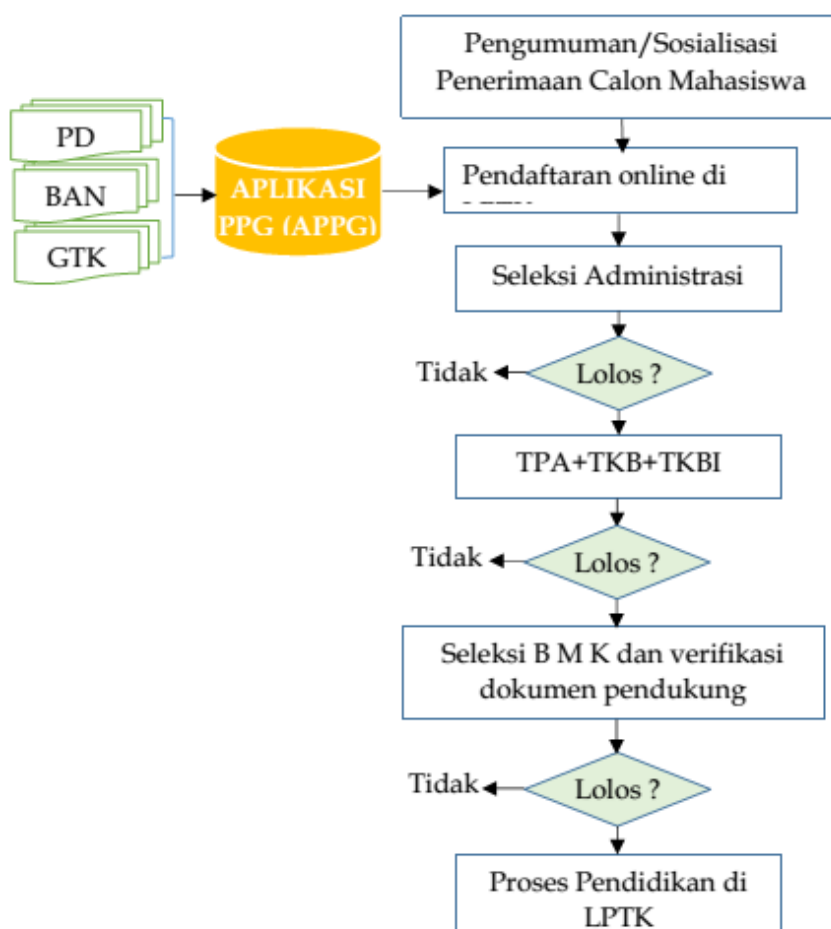 Pengumuman/Sosialisasi
Penerimaan Calon Mahasiswa
PD
BAN
GTK
APLIKASI
PPG (APPG)
Pendaftaran online di
Seleksi Administrasi
Lolos ?
Tidak
TPA+TKB+TKBI
Lolos ?
Tidak
Seleksi B M K dan verifikasi
dokumen pendukung
Lolos ?
Tidak
Proses Pendidikan di
LPTK